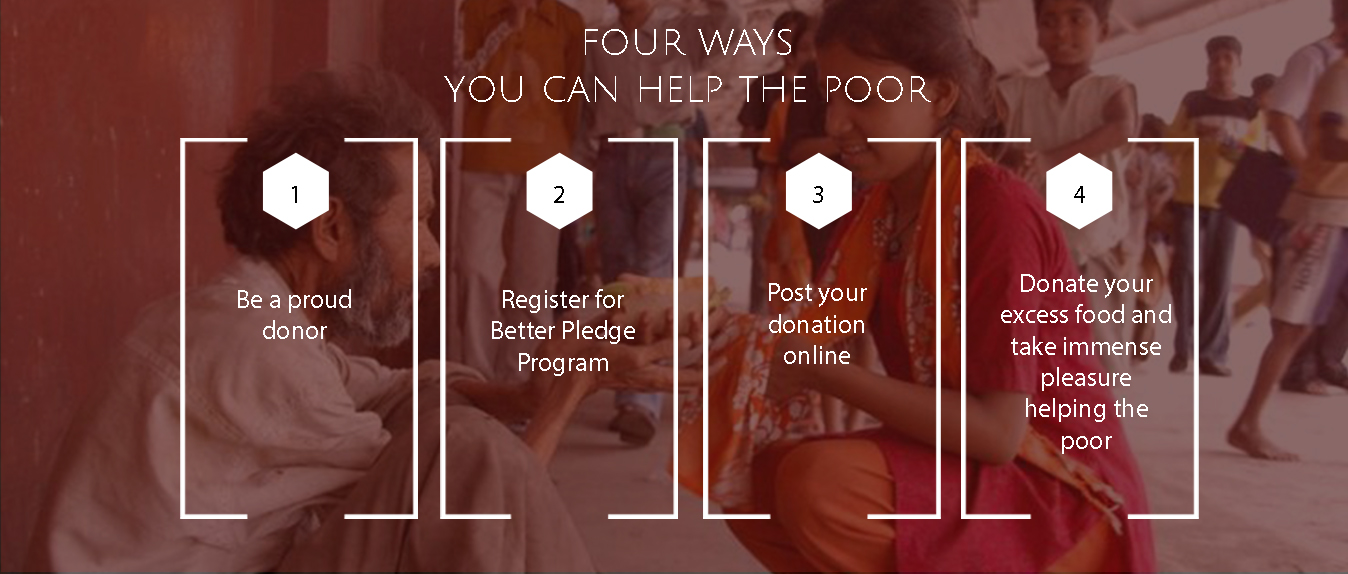 FOUR WAYS
YOU CAN HELP THE POOR
1
Be a proud
donor
2
Register for
Better Pledge
Program
3
Post your
donation
online
4
Donate your
excess food and
take immense
pleasure
helping the
poor